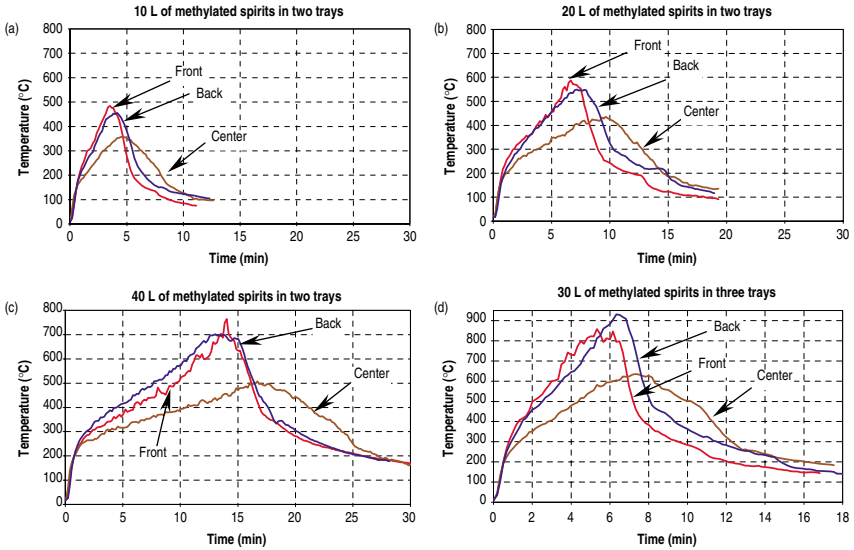 10 L of methylated spirits in two trays
(a)
800
700
600
500
400
300
200
100
0
Temperature (°C)
Front
Back
Center
0 5 10 15 20 25 30
Time (min)
20 L of methylated spirits in two trays
(b)
800
700
600
500
400
300
200
100
0
Temperature (°C)
Front
Back
Center
0 5 10 15 20 25 30
Time (min)
40 L of methylated spirits in two trays
(c)
800
700
600
500
400
300
200
100
0
Temperature (°C)
Back
Center
Front
0 5 10 15 20 25 30
Time (min)
30 L of methylated spirits in three trays
(d)
900
800
700
600
500
400
300
200
100
0
Temperature (°C)
Back
Front
Center
0 2 4 6 8 10 12 14 16 18
Time (min)